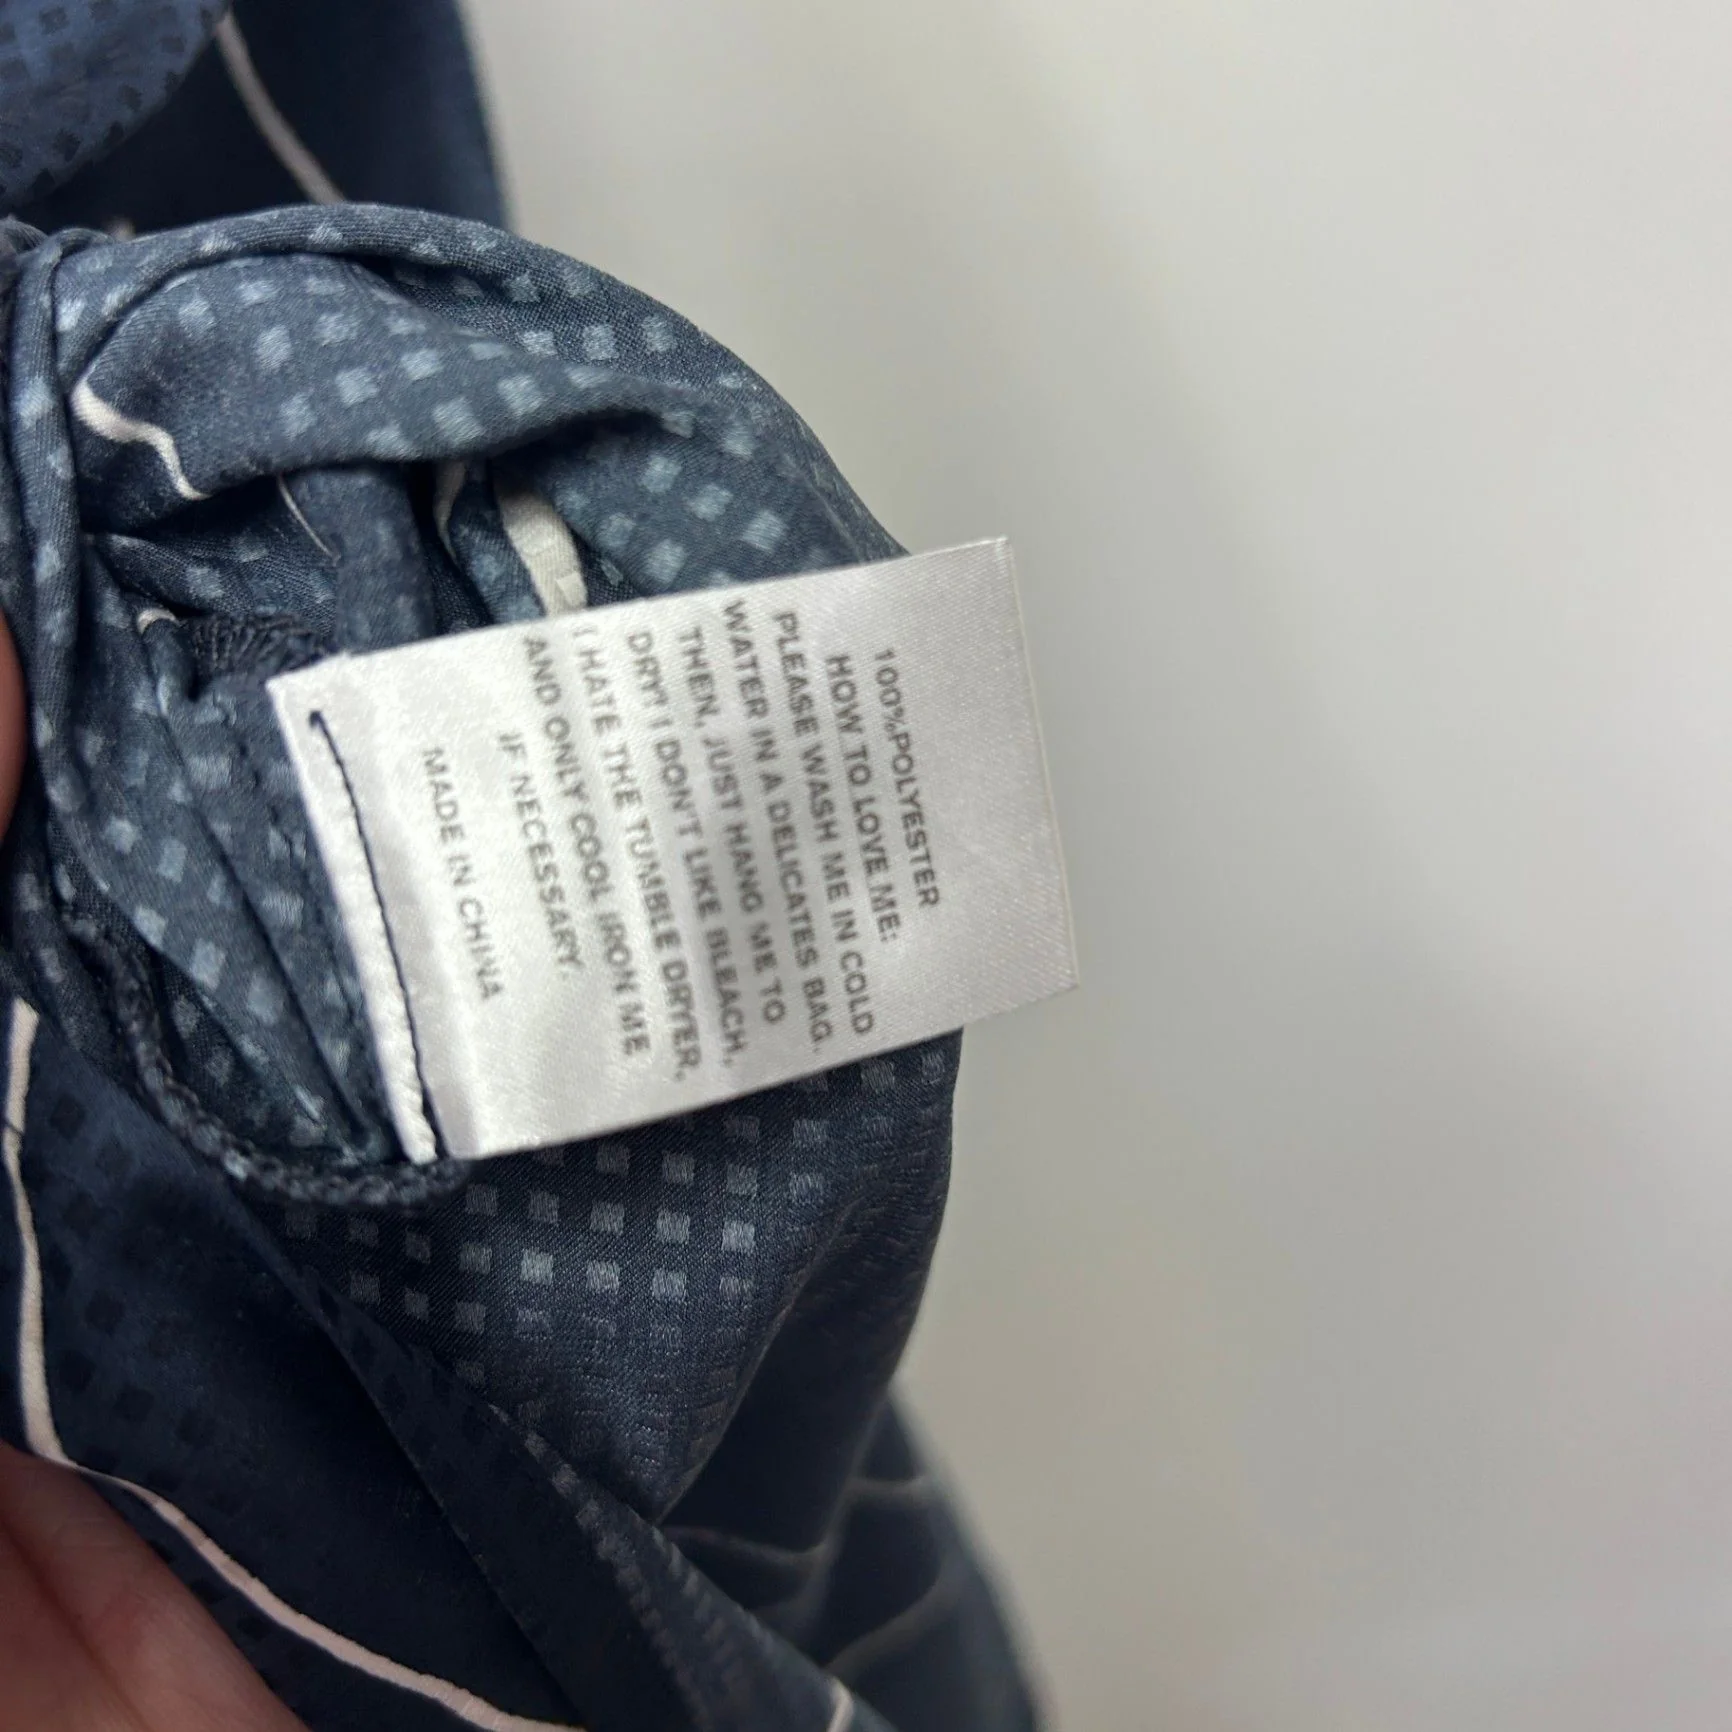 100%POLYESTER
HOW TO LOVE ME:
PLEASE WASH ME IN COLD
WATER IN A DELICATES BAG.
THEN, JUST HANG ME TO
DRY! I DON'T LIKE BLEACH,
I HATE THE TUMBLE DRYER,
AND ONLY COOL IRON ME
IF NECESSARY.
MADE IN CHINA